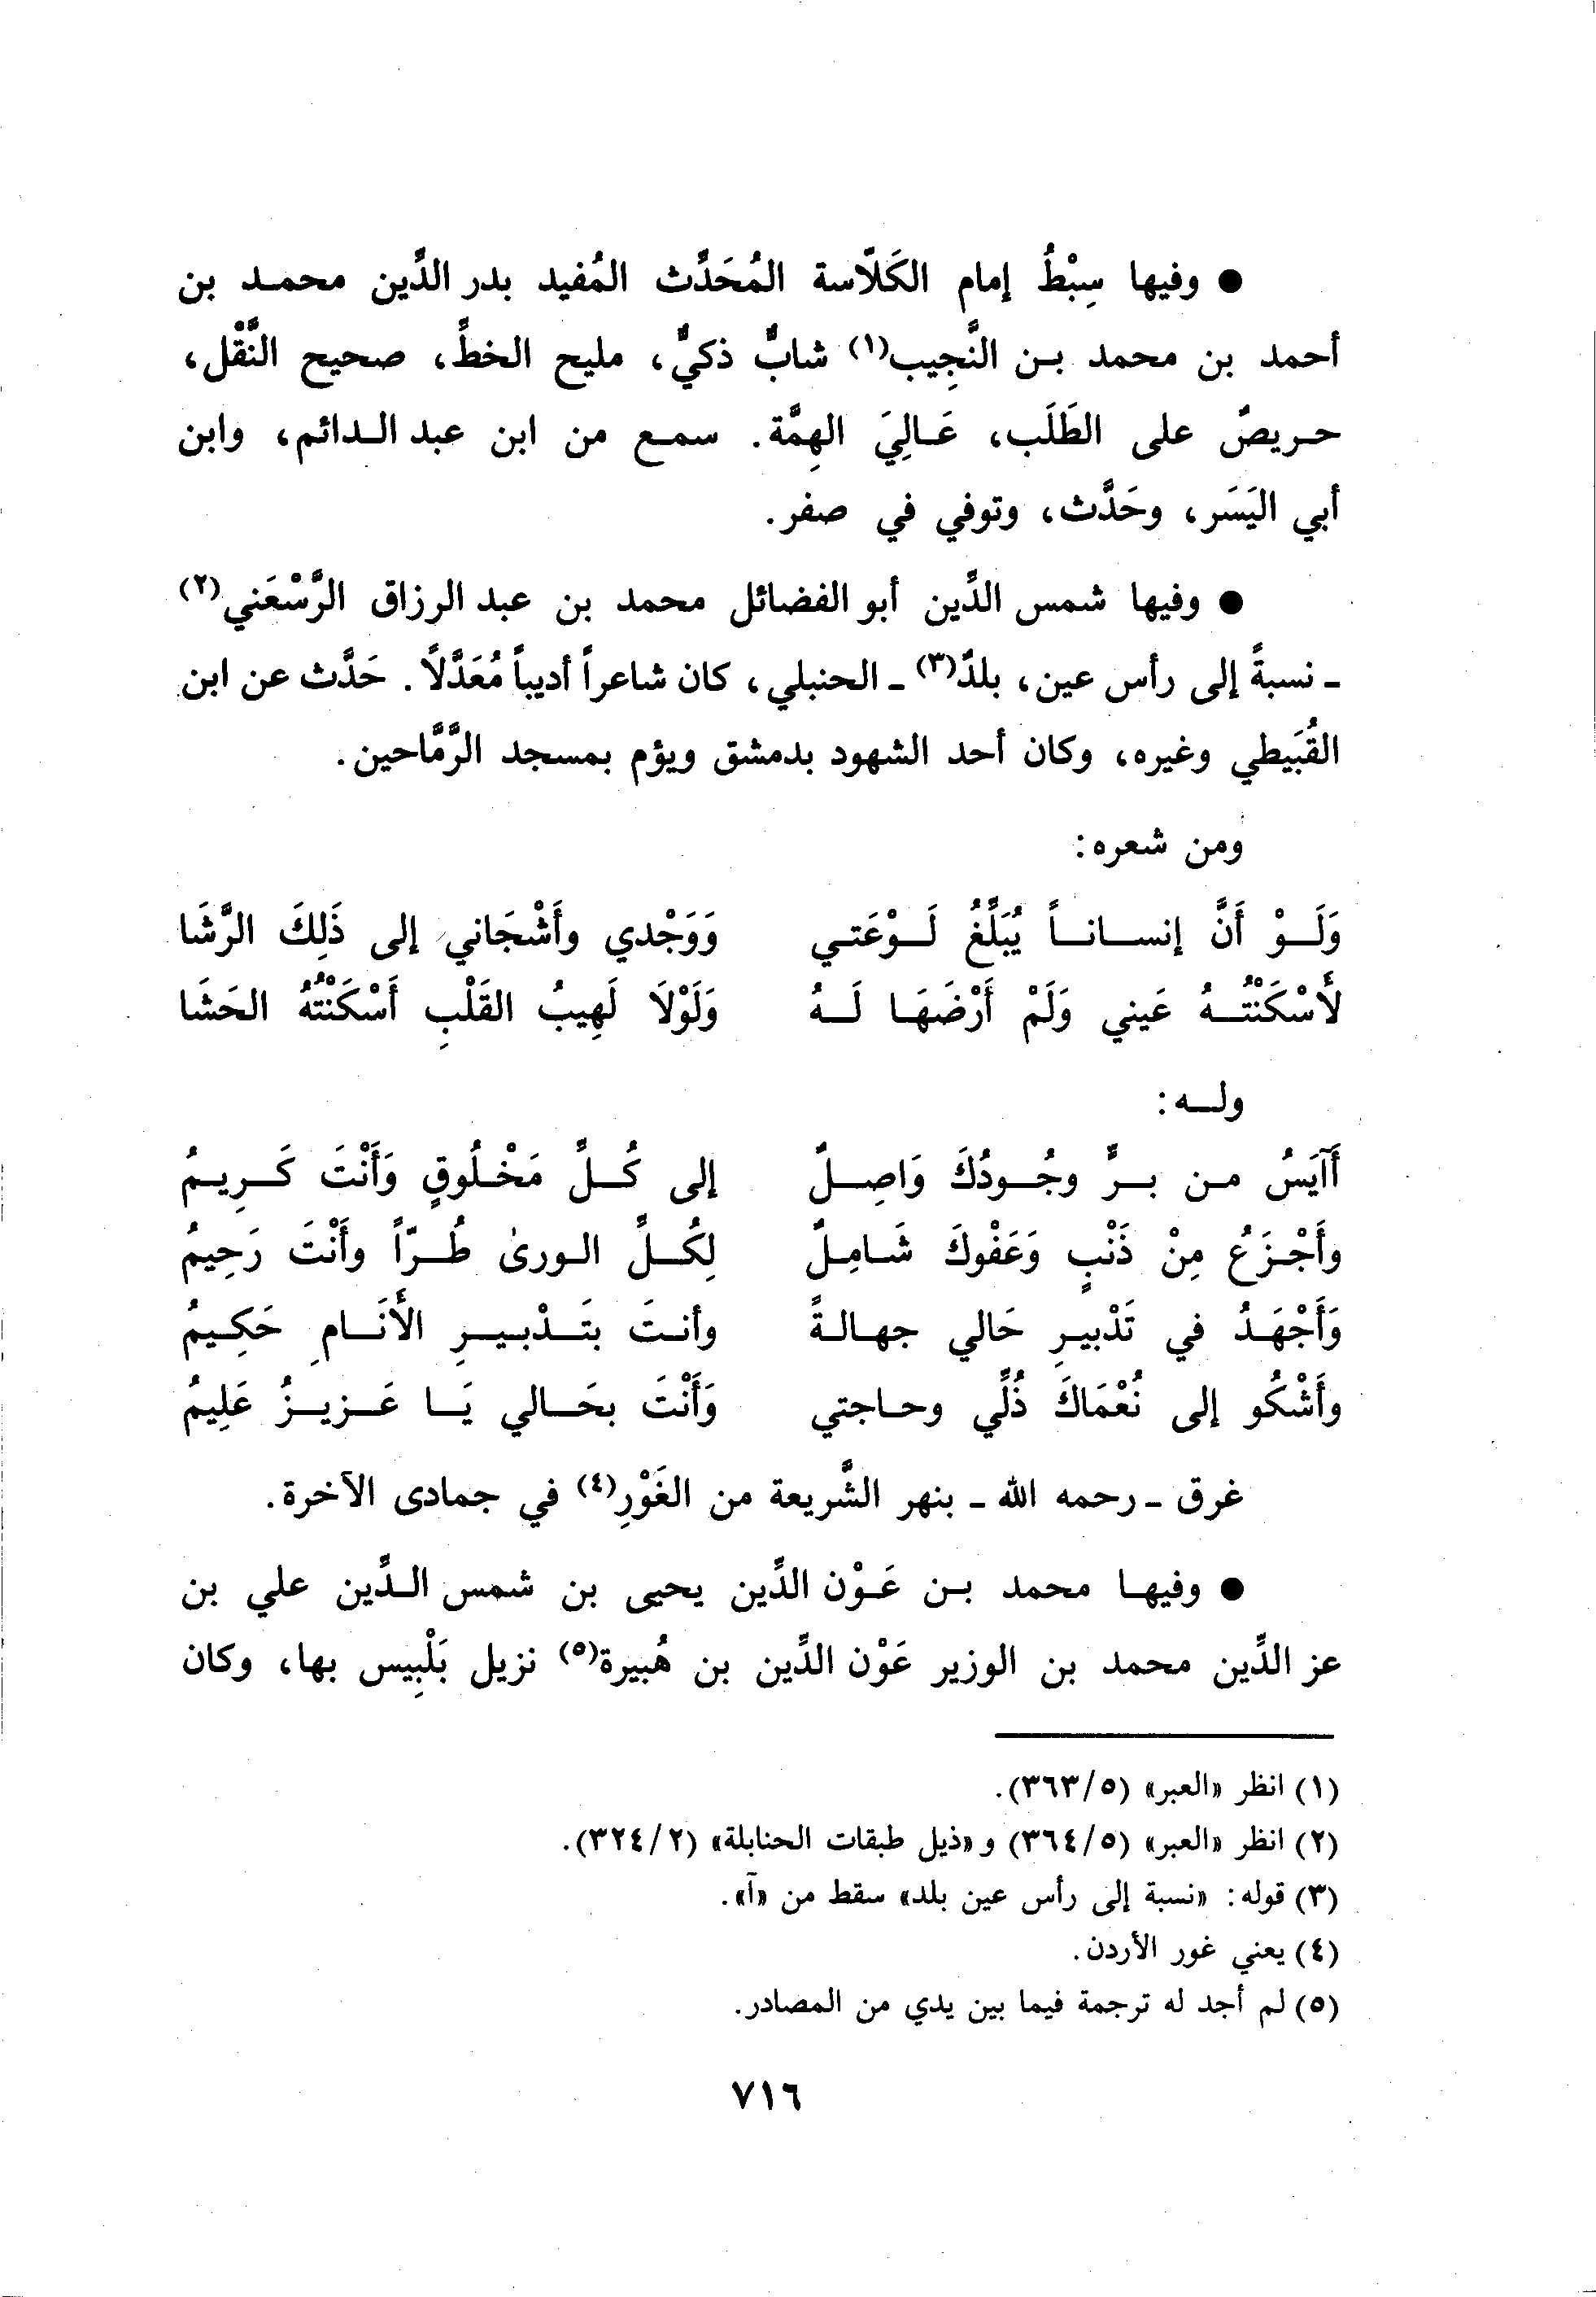 ● وفيها سِبْطُ إمام الكَلَّاسة المُحَدِّث المُفيد بدر الدِّين محمد بن
أحمد بن محمد بن النَّجِيب(١) شابٌّ ذكيٌّ، مليح الخطِّ، صحيح النَّقْل،
حريصٌ على الطَّلَب، عَالِيَ الهِمَّة. سمع من ابن عبد الدائم، وابن
أبي اليَسَر، وحَدَّث، وتوفي في صفر.
● وفيها شمس الدِّين أبو الفضائل محمد بن عبد الرزاق الرَّسْعَني(٢)
- نسبةً إلى رأس عين، بلدٌ(٣) - الحنبلي، كان شاعراً أديباً مُعَدَّلاً. حَدَّث عن ابن
القُبَيطي وغيره، وكان أحد الشهود بدمشق ويؤم بمسجد الرَّمَّاحين.
ومن شعره:
وَلَوْ أَنَّ إنساناً يُبَلِّغُ لَوْعَتي وَوَجْدي وأَشْجَاني إلى ذَلِكَ الرَّشَا
لَأَسْكَنْتُهُ عَيني وَلَمْ أَرْضَهَا لَهُ وَلَوْلَا لَهِيبُ القَلْبِ أَسْكَنْتُهُ الحَشَا
وله:
أَآيَسُ من برٍّ وجُودُكَ وَاصِلٌ إلى كُلِّ مَخْلُوقٍ وَأَنْتَ كَرِيمُ
وأَجْزَعُ مِنْ ذَنْبٍ وَعَفْوكَ شَامِلٌ لِكُلِّ الورىٰ طُرّاً وأَنْتَ رَحِيمُ
وَأَجْهَدُ في تَدْبيرِ حَالي جهالةً وأنتَ بتَدْبيرِ الأَنَامِ حَكِيمُ
وأَشْكُو إلى نُعْمَاكَ ذُلِّي وحاجتي وَأَنْتَ بحَالي يَا عَزيزُ عَلِيمُ
غرق - رحمه الله - بنهر الشَّريعة من الغَوْرِ(٤) في جمادى الآخرة.
● وفيها محمد بن عَوْن الدِّين يحيى بن شمس الدِّين علي بن
عز الدِّين محمد بن الوزير عَوْن الدِّين بن هُبيرة(٥) نزيل بَلْبِيس بها، وكان
(١) انظر «العبر» (٥/٣٦٣).
(٢) انظر «العبر» (٥/٣٦٤) و«ذيل طبقات الحنابلة» (٢/٣٢٤).
(٣) قوله: «نسبة إلى رأس عين بلد» سقط من «آ».
(٤) يعني غور الأردن.
(٥) لم أجد له ترجمة فيما بين يدي من المصادر.
٧١٦